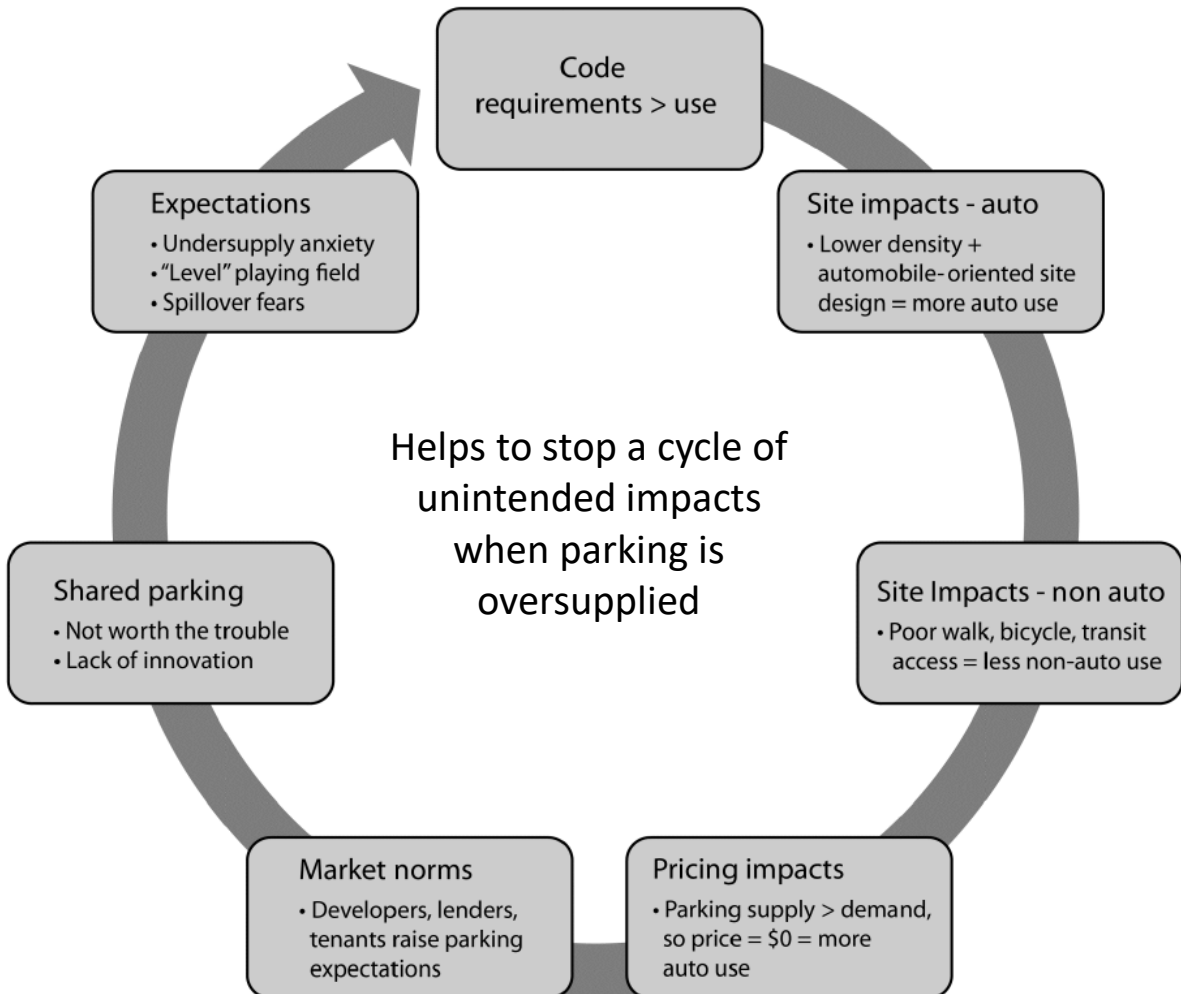 Code
requirements > use
Site impacts - auto
• Lower density +
automobile-oriented site
design = more auto use
Site Impacts - non auto
• Poor walk, bicycle, transit
access = less non-auto use
Pricing impacts
• Parking supply > demand,
so price = $0 = more
auto use
Market norms
• Developers, lenders,
tenants raise parking
expectations
Shared parking
• Not worth the trouble
• Lack of innovation
Expectations
• Undersupply anxiety
• "Level" playing field
• Spillover fears
Helps to stop a cycle of
unintended impacts
when parking is
oversupplied